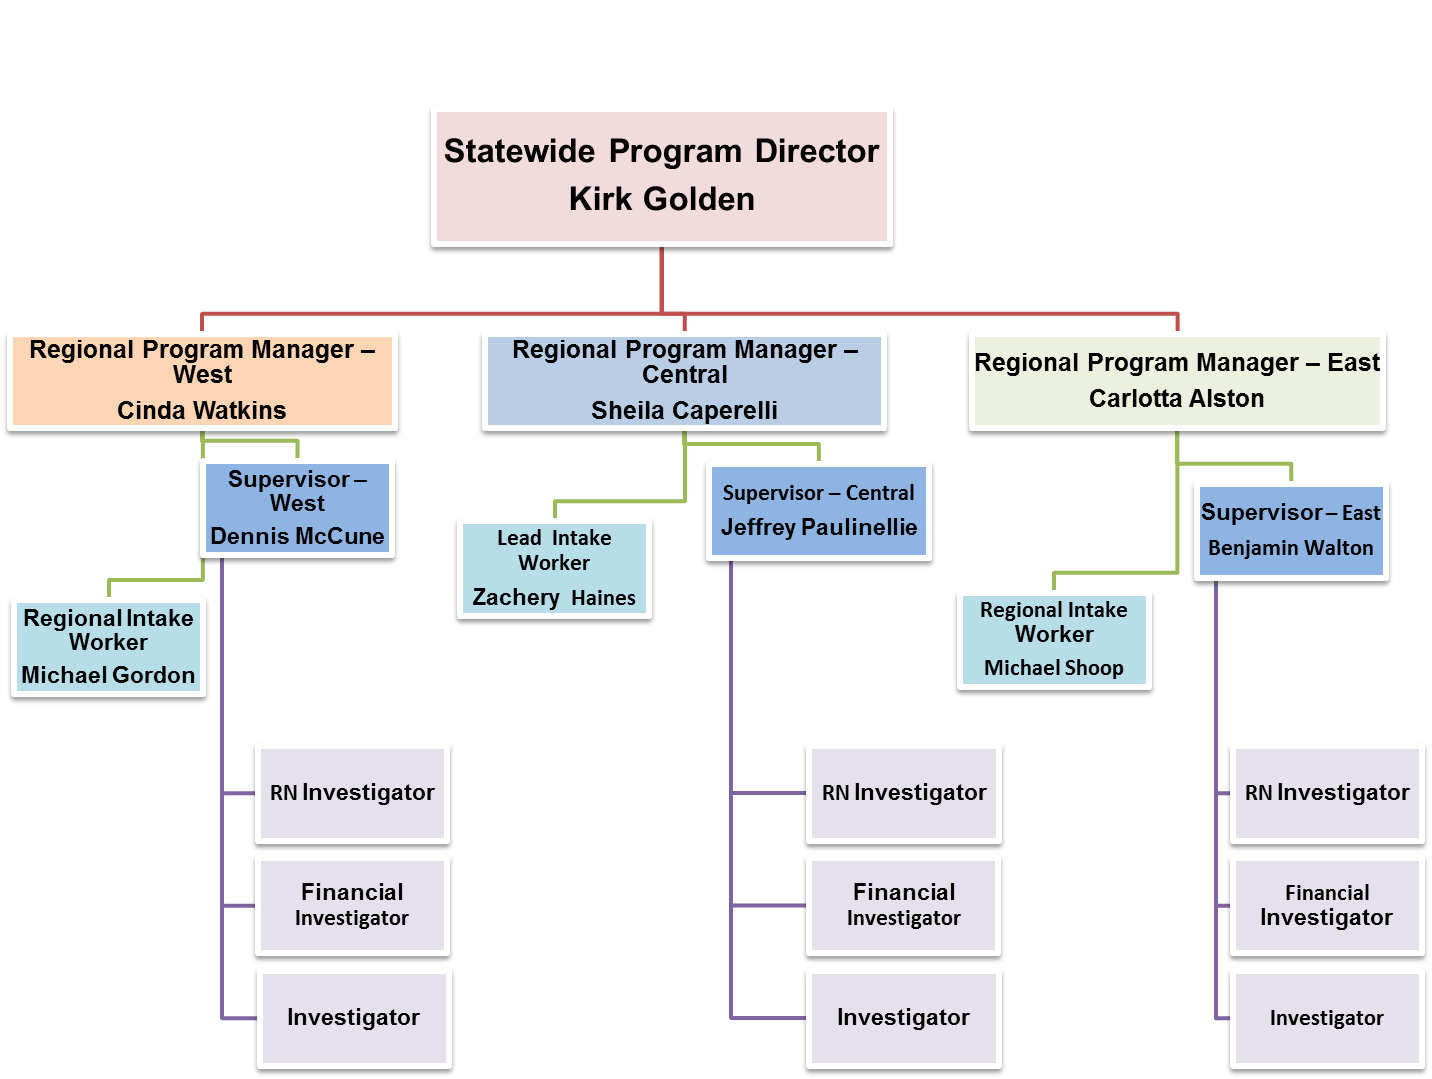 Statewide Program Director
Kirk Golden
Regional Program Manager –
West
Cinda Watkins
Regional Program Manager –
Central
Sheila Caperelli
Regional Program Manager – East
Carlotta Alston
Supervisor –
West
Dennis McCune
Supervisor – Central
Jeffrey Paulinellie
Supervisor – East
Benjamin Walton
Lead Intake
Worker
Zachery Haines
Regional Intake
Worker
Michael Gordon
Regional Intake
Worker
Michael Shoop
RN Investigator
RN Investigator
RN Investigator
Financial
Investigator
Financial
Investigator
Financial
Investigator
Investigator
Investigator
Investigator